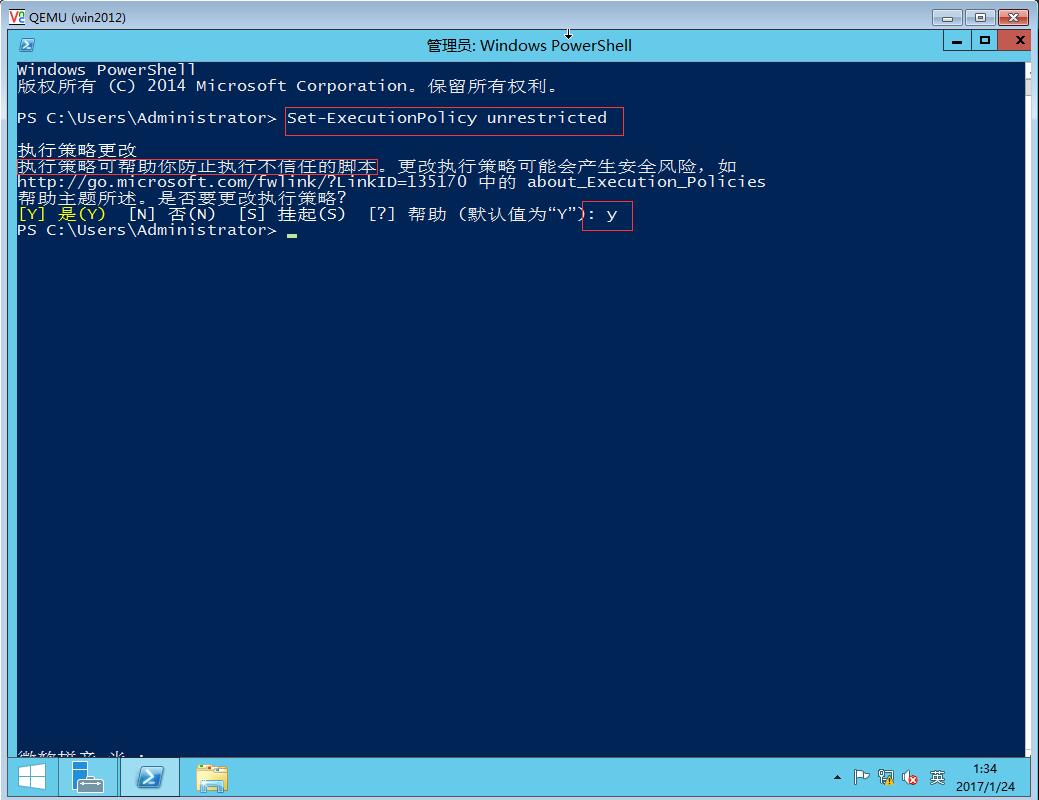 QEMU (win2012)
管理员: Windows PowerShell
Windows PowerShell
版权所有 (C) 2014 Microsoft Corporation。保留所有权利。
PS C:\Users\Administrator> Set-ExecutionPolicy unrestricted
执行策略更改
执行策略可帮助你防止执行不信任的脚本。更改执行策略可能会产生安全风险，如
http://go.microsoft.com/fwlink/?LinkID=135170 中的 about_Execution_Policies
帮助主题所述。是否要更改执行策略?
[Y] 是(Y)  [N] 否(N)  [S] 挂起(S)  [?] 帮助 (默认值为“Y”): y
PS C:\Users\Administrator>
微软拼音 半 :
英
1:34
2017/1/24